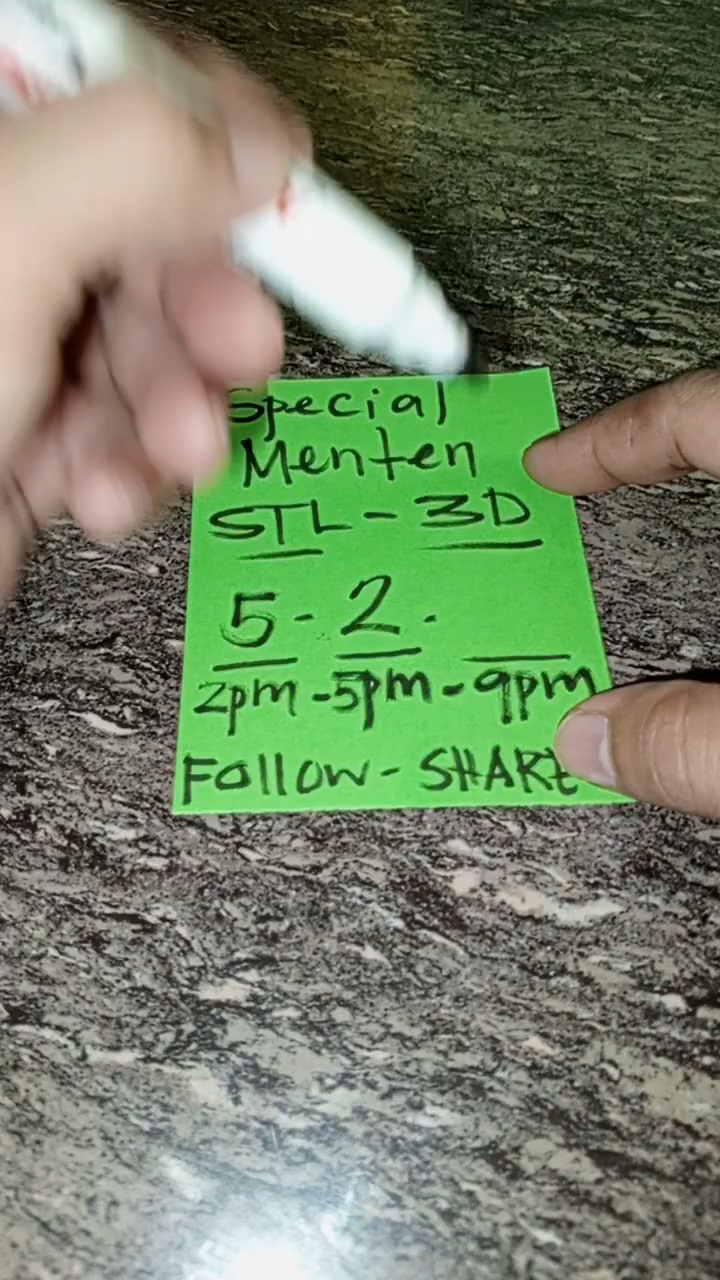 Special
Menten
STL - 3D
5 - 2 .
2pm - 5pm - 9pm
Follow - SHARE